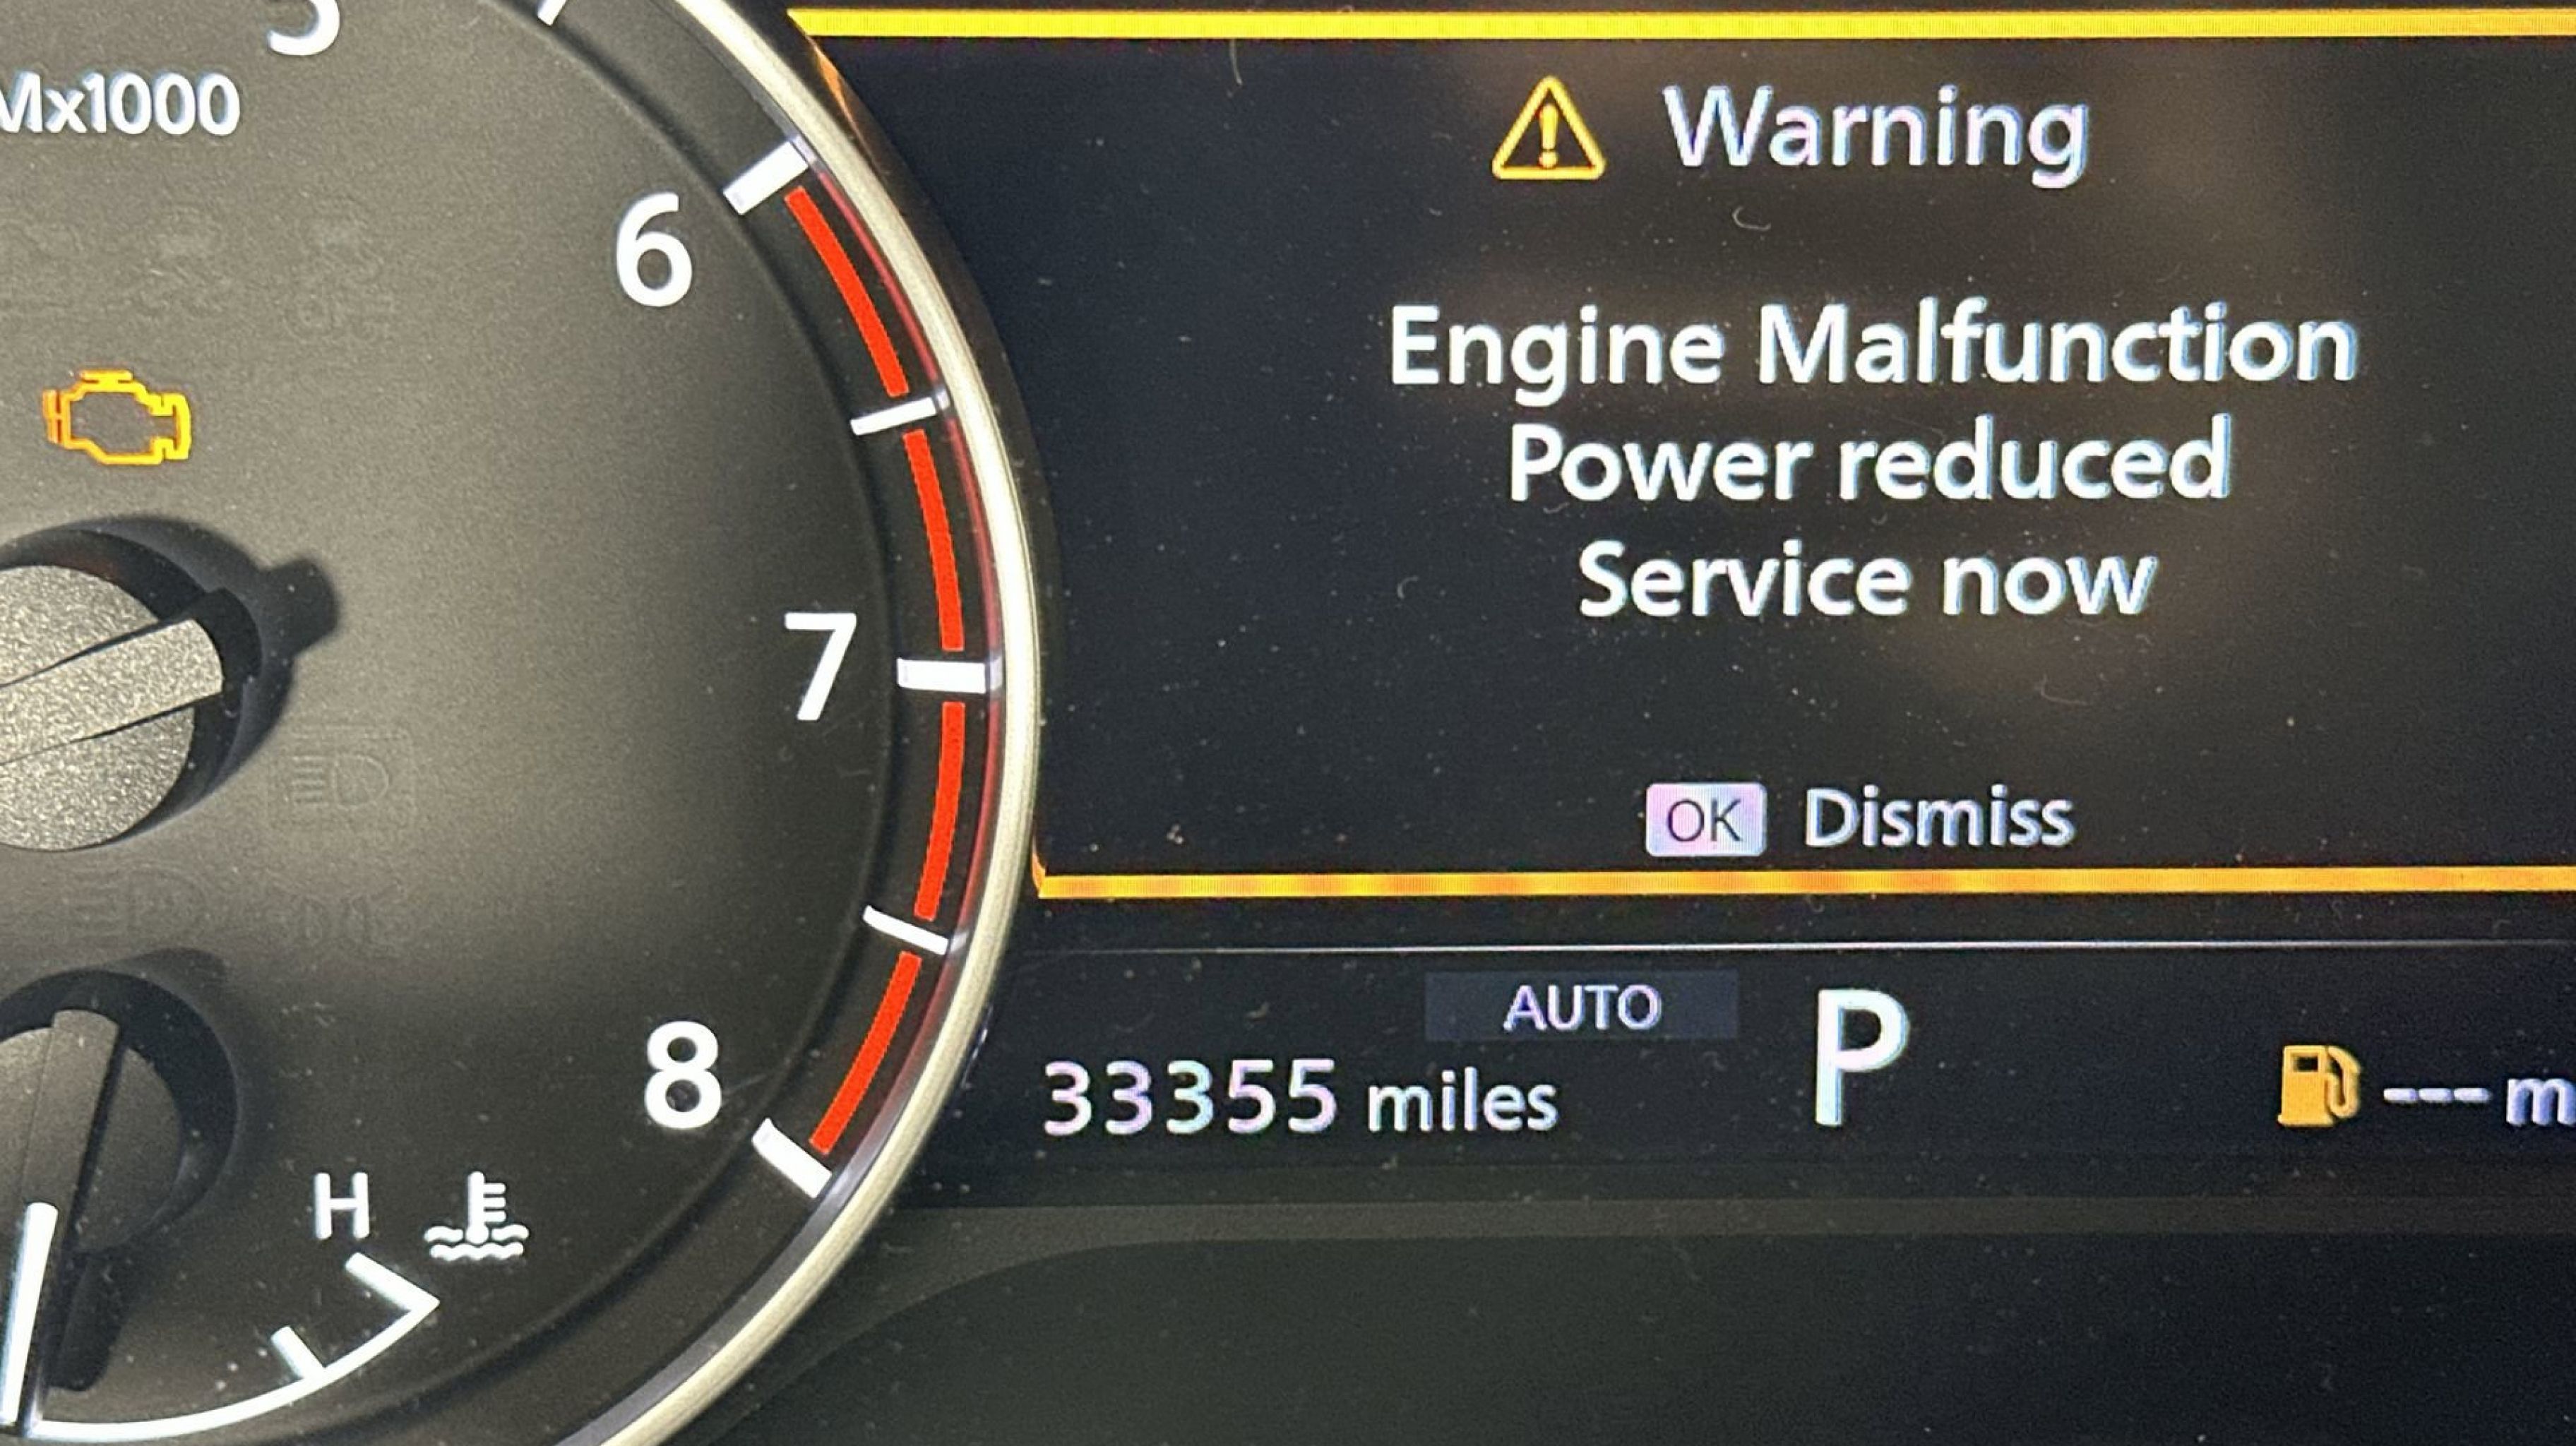 Mx1000
6
7
8
H
Warning
Engine Malfunction
Power reduced
Service now
OK Dismiss
AUTO
P
33355 miles
--- m